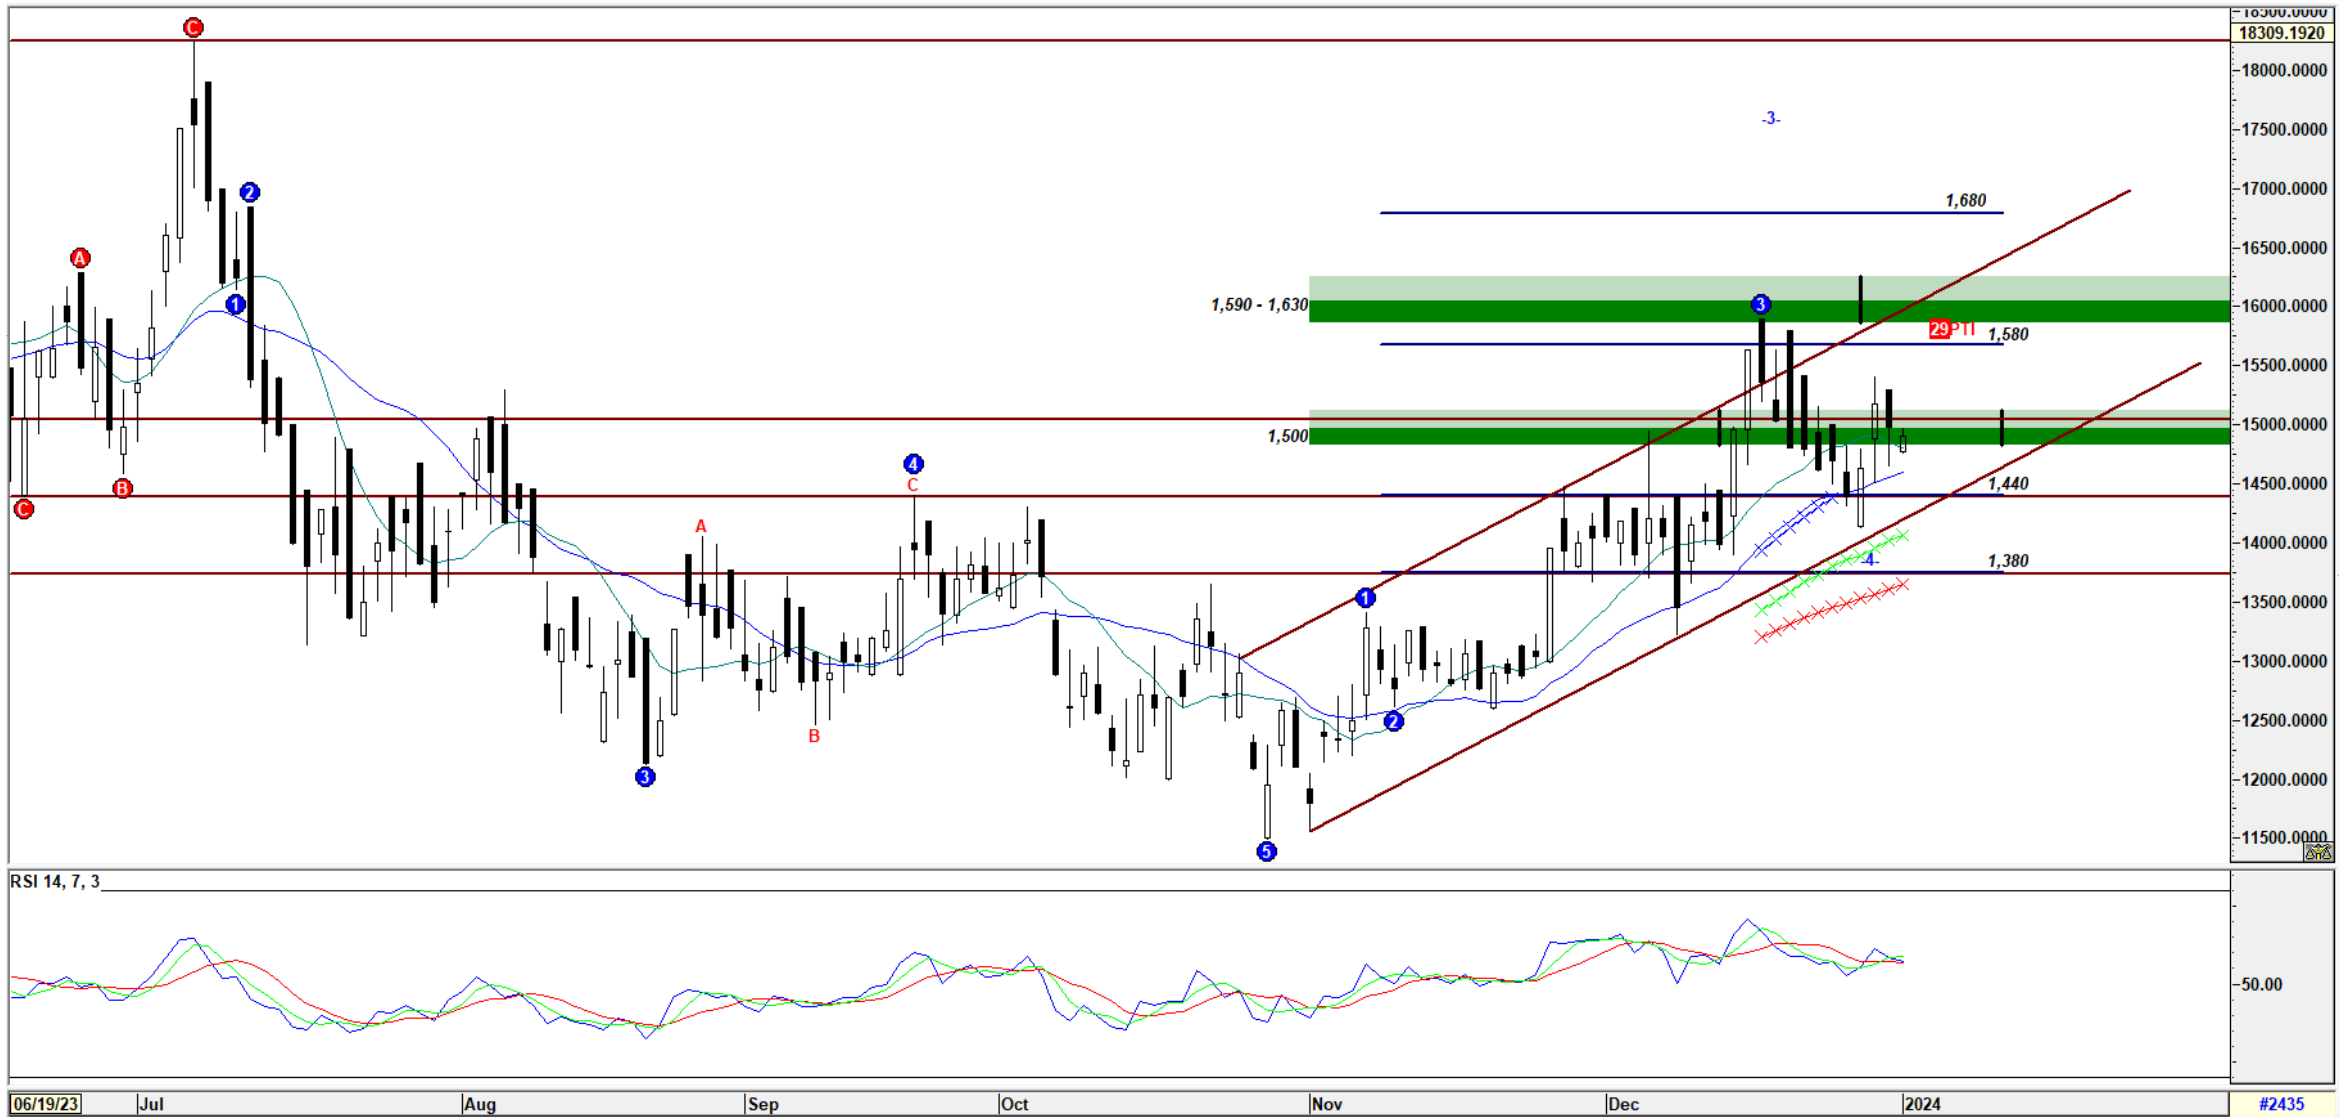 18500.0000
18309.1920
C
18000.0000
17500.0000
-3-
2
17000.0000
1,680
A
16500.0000
1
1,590 - 1,630
3
16000.0000
29PTI
1,580
15500.0000
15000.0000
1,500
4
C
B
1,440
14500.0000
C
A
14000.0000
-4-
1,380
1
13500.0000
13000.0000
B
2
12500.0000
3
12000.0000
5
11500.0000
RSI 14, 7, 3
50.00
06/19/23
Jul
Aug
Sep
Oct
Nov
Dec
2024
#2435